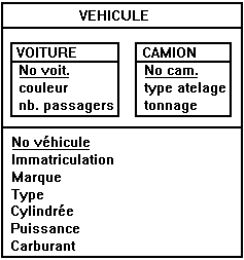 VEHICULE
VOITURE
No voit.
couleur
nb. passagers
CAMION
No cam.
type atelage
tonnage
No véhicule
Immatriculation
Marque
Type
Cylindrée
Puissance
Carburant